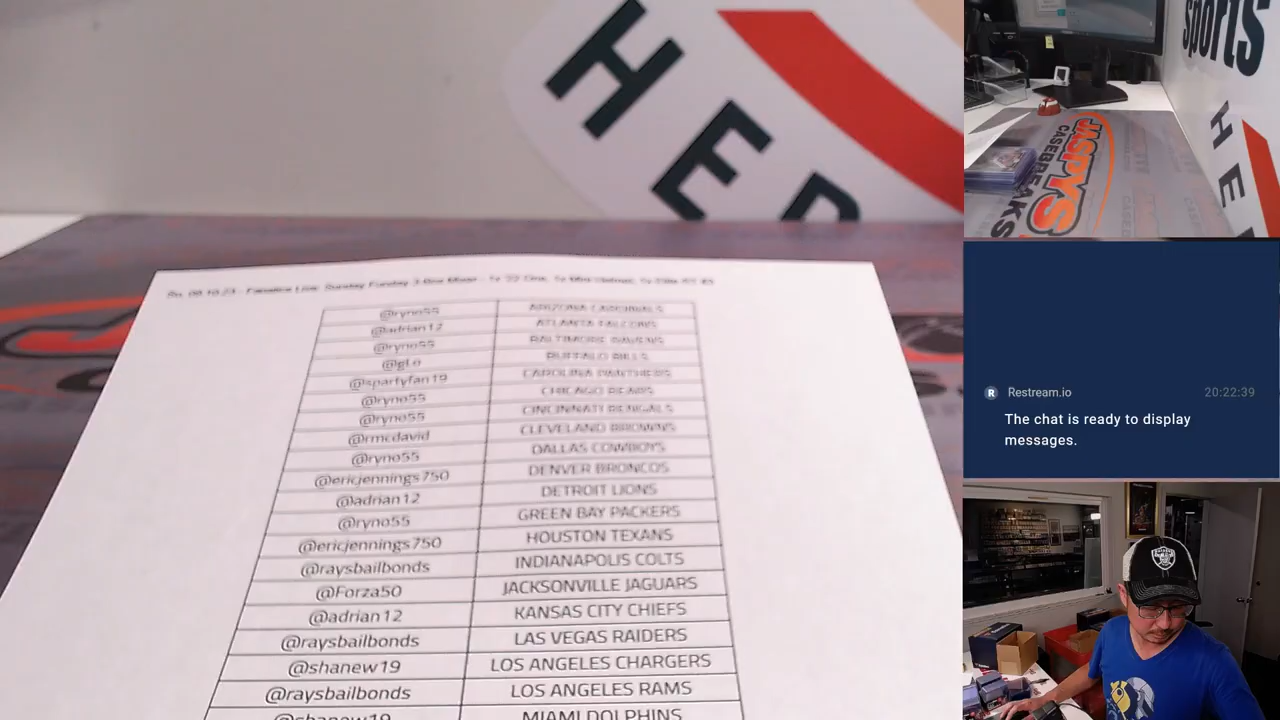 HER
@ryno55 ARIZONA CARDINALS
@adrian12 ATLANTA FALCONS
@ryno55 BALTIMORE RAVENS
BUFFALO BILLS
@spartyfan19 CAROLINA PANTHERS
@ryno55 CHICAGO BEARS
@ryno55 CINCINNATI BENGALS
@rmcdavid CLEVELAND BROWNS
@ryno55 DALLAS COWBOYS
@ericjennings750 DENVER BRONCOS
@adrian12 DETROIT LIONS
@ryno55 GREEN BAY PACKERS
@ericjennings750 HOUSTON TEXANS
@raysbailbonds INDIANAPOLIS COLTS
@Forza50 JACKSONVILLE JAGUARS
@adrian12 KANSAS CITY CHIEFS
@raysbailbonds LAS VEGAS RAIDERS
@shanew19 LOS ANGELES CHARGERS
@raysbailbonds LOS ANGELES RAMS
@shanew19 MIAMI DOLPHINS
sports
HER
JASPYS
CASEBREAKS
R Restream.io 20:22:39
The chat is ready to display
messages.